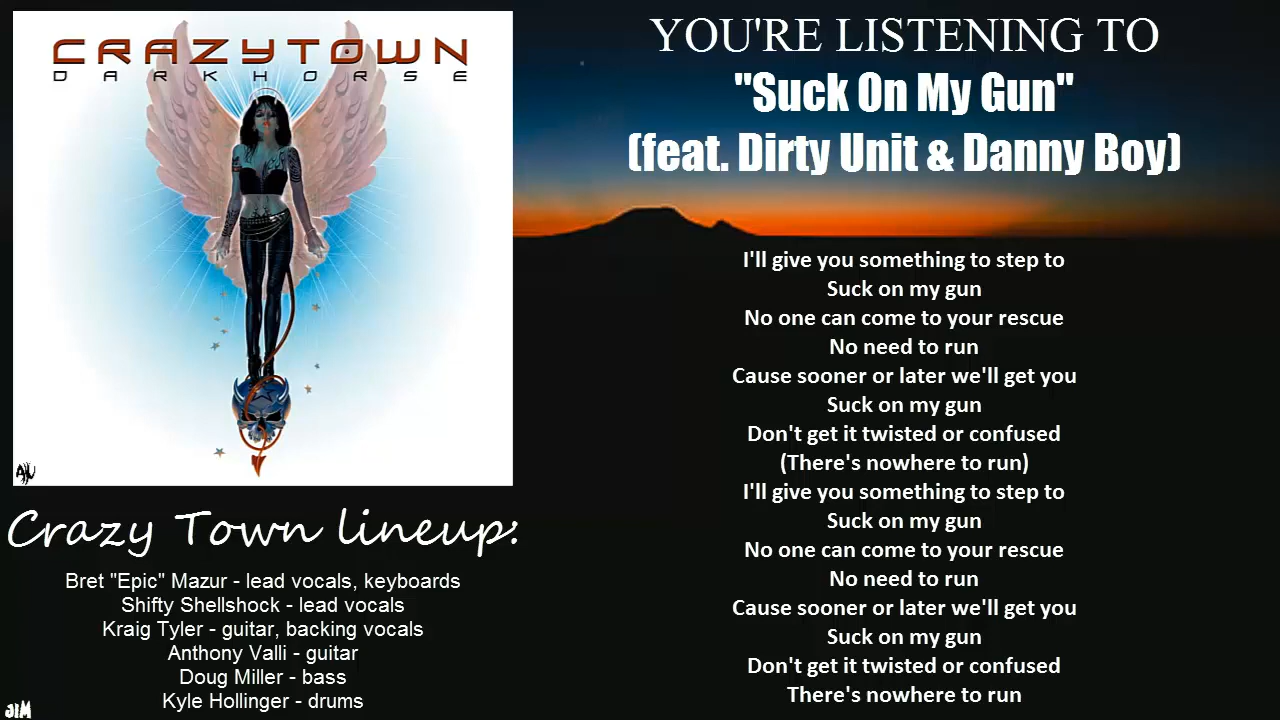 CRAZYTOWN
DARKHORSE
Crazy Town lineup:
Bret "Epic" Mazur - lead vocals, keyboards
Shifty Shellshock - lead vocals
Kraig Tyler - guitar, backing vocals
Anthony Valli - guitar
Doug Miller - bass
Kyle Hollinger - drums
JIM
YOU'RE LISTENING TO
"Suck On My Gun"
(feat. Dirty Unit & Danny Boy)
I'll give you something to step to
Suck on my gun
No one can come to your rescue
No need to run
Cause sooner or later we'll get you
Suck on my gun
Don't get it twisted or confused
(There's nowhere to run)
I'll give you something to step to
Suck on my gun
No one can come to your rescue
No need to run
Cause sooner or later we'll get you
Suck on my gun
Don't get it twisted or confused
There's nowhere to run